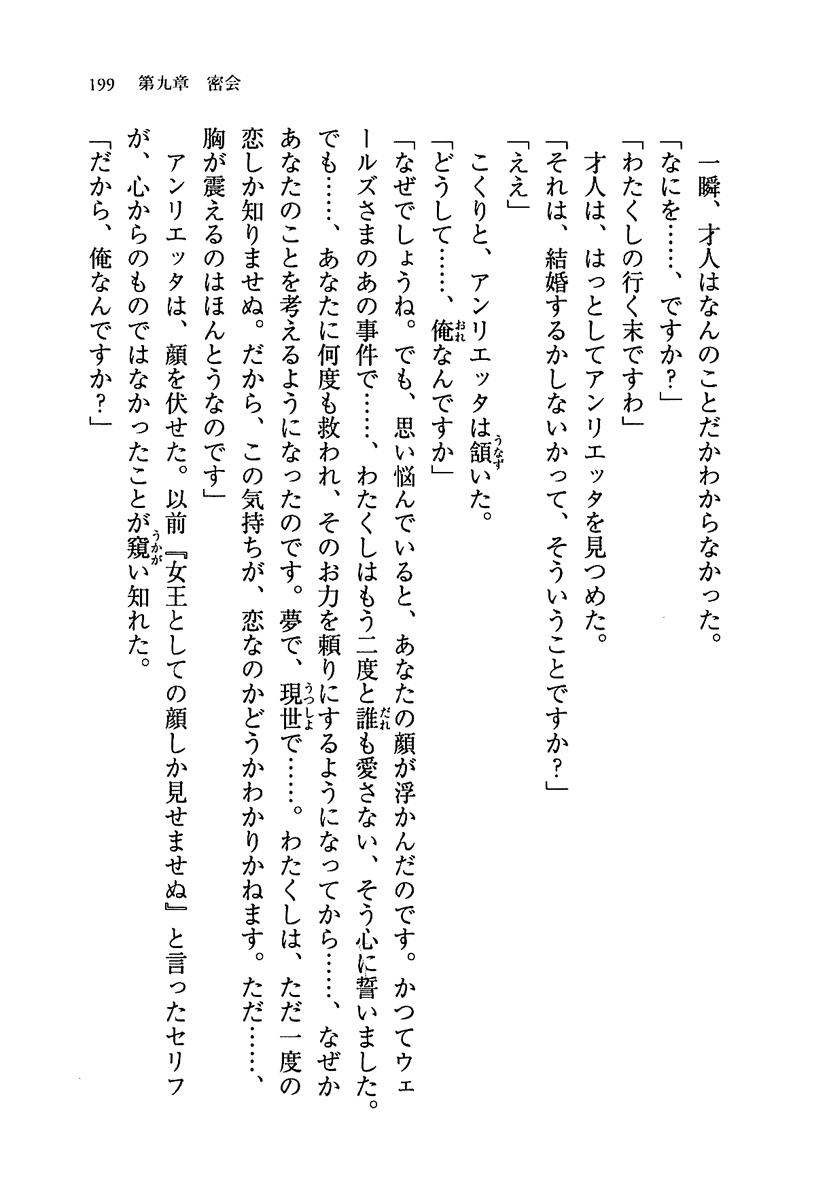 199　第九章　密会
　一瞬、才人はなんのことだかわからなかった。
「なにを……、ですか？」
「わたくしの行く末ですわ」
　才人は、はっとしてアンリエッタを見つめた。
「それは、結婚するかしないかって、そういうことですか？」
「ええ」
　こくりと、アンリエッタは頷いた。
「どうして……、俺なんですか」
「なぜでしょうね。でも、思い悩んでいると、あなたの顔が浮かんだのです。かつてウェ
ールズさまのあの事件で……、わたくしはもう二度と誰も愛さない、そう心に誓いました。
でも……、あなたに何度も救われ、そのお力を頼りにするようになってから……、なぜか
あなたのことを考えるようになったのです。夢で、現世で……。わたくしは、ただ一度の
恋しか知りませぬ。だから、この気持ちが、恋なのかどうかわかりかねます。ただ……、
胸が震えるのはほんとうなのです」
　アンリエッタは、顔を伏せた。以前『女王としての顔しか見せませぬ』と言ったセリフ
が、心からのものではなかったことが窺い知れた。
「だから、俺なんですか？」